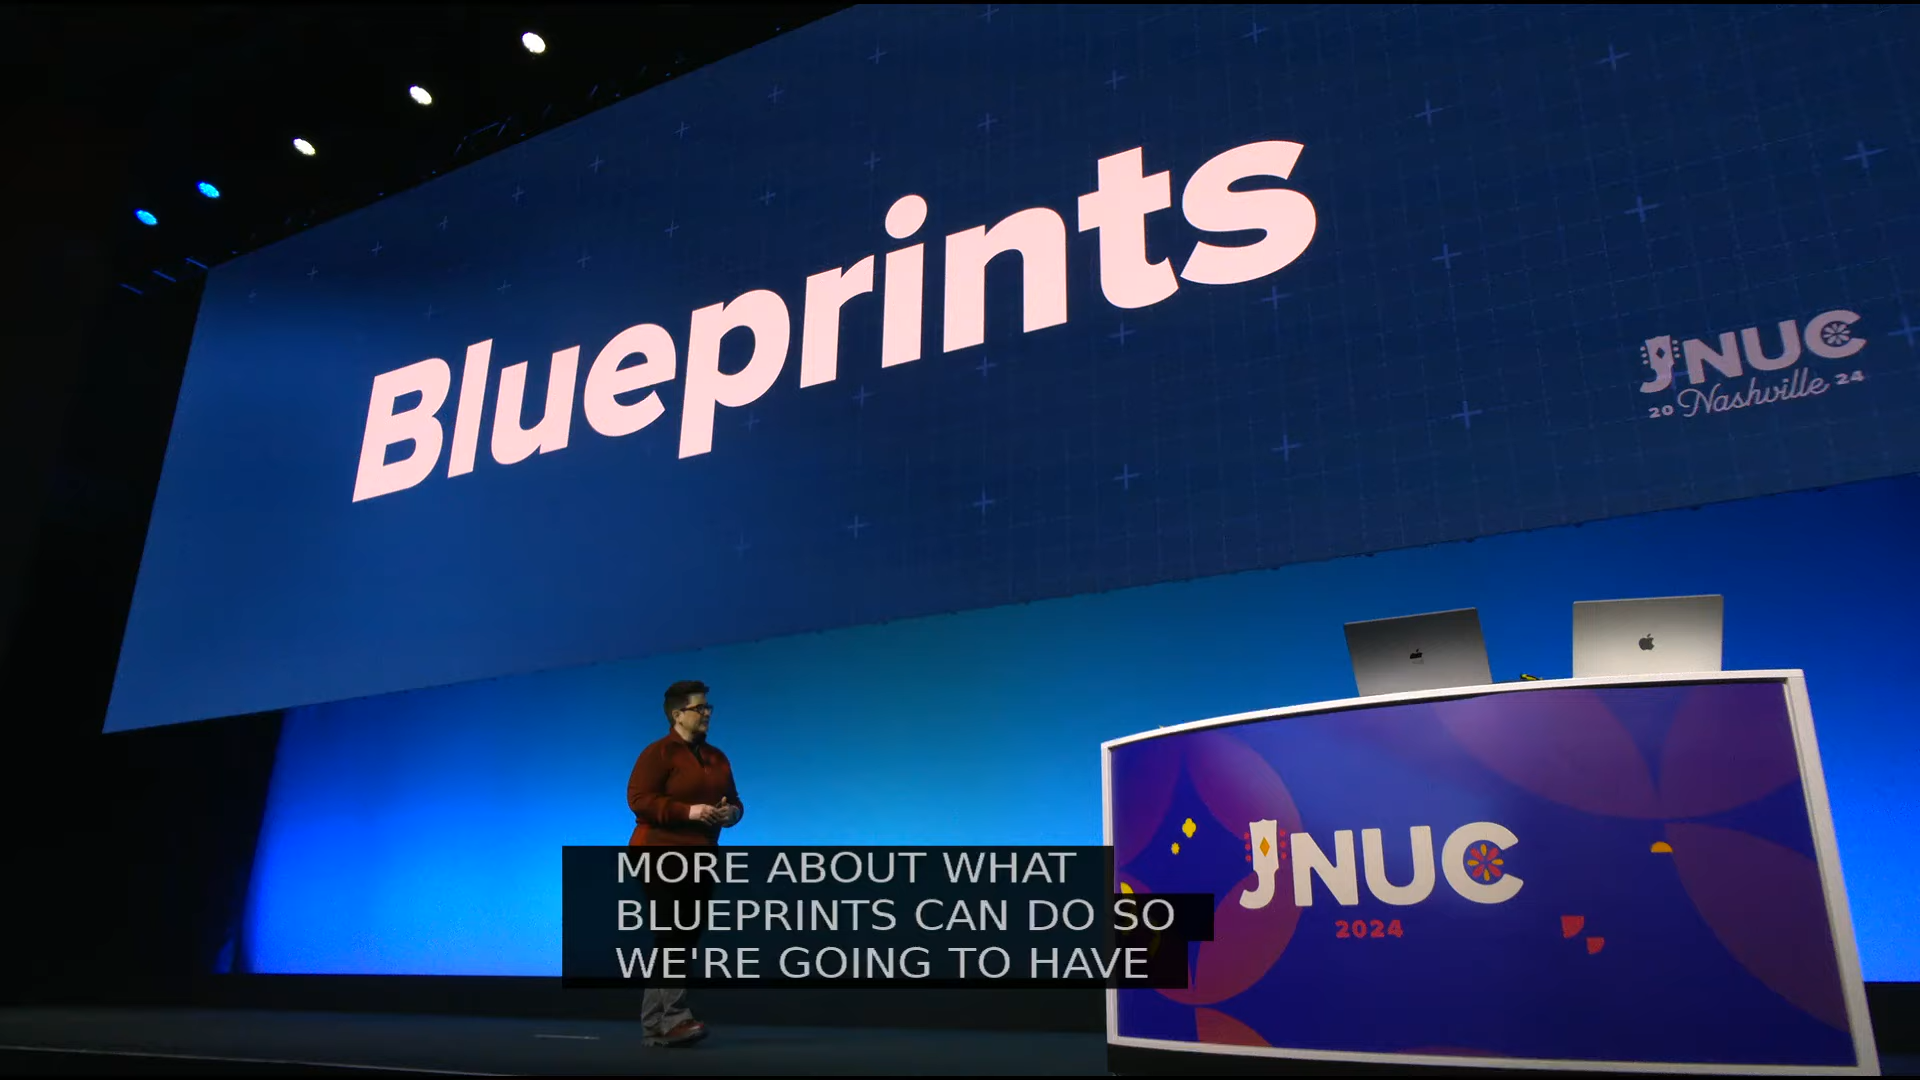 Blueprints
JNUC
20 Nashville 24
JNUC
2024
MORE ABOUT WHAT
BLUEPRINTS CAN DO SO
WE'RE GOING TO HAVE